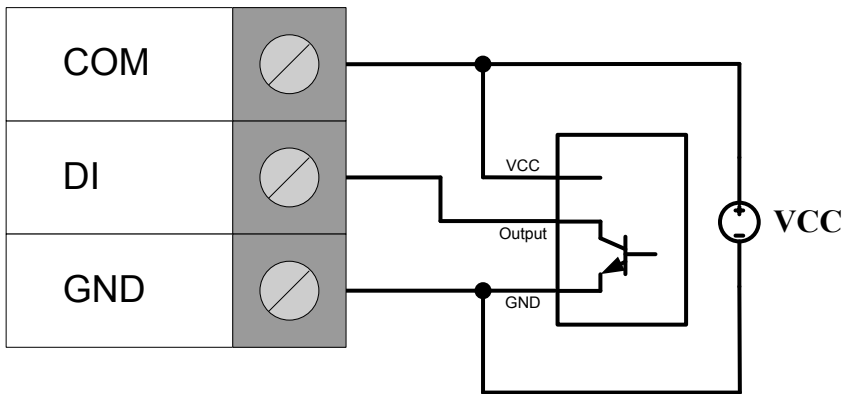 COM
DI
GND
VCC
Output
GND
VCC
+
-